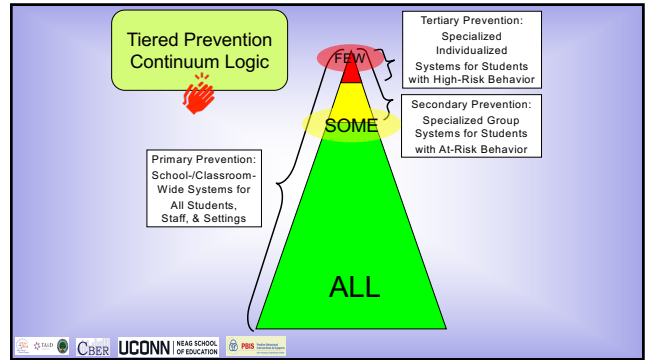 Tiered Prevention
Continuum Logic
Tertiary Prevention:
Specialized
Individualized
Systems for Students
with High-Risk Behavior
FEW
Secondary Prevention:
Specialized Group
Systems for Students
with At-Risk Behavior
SOME
Primary Prevention:
School-/Classroom-
Wide Systems for
All Students,
Staff, & Settings
ALL
CBER
UCONN
NEAG SCHOOL
OF EDUCATION
PBIS